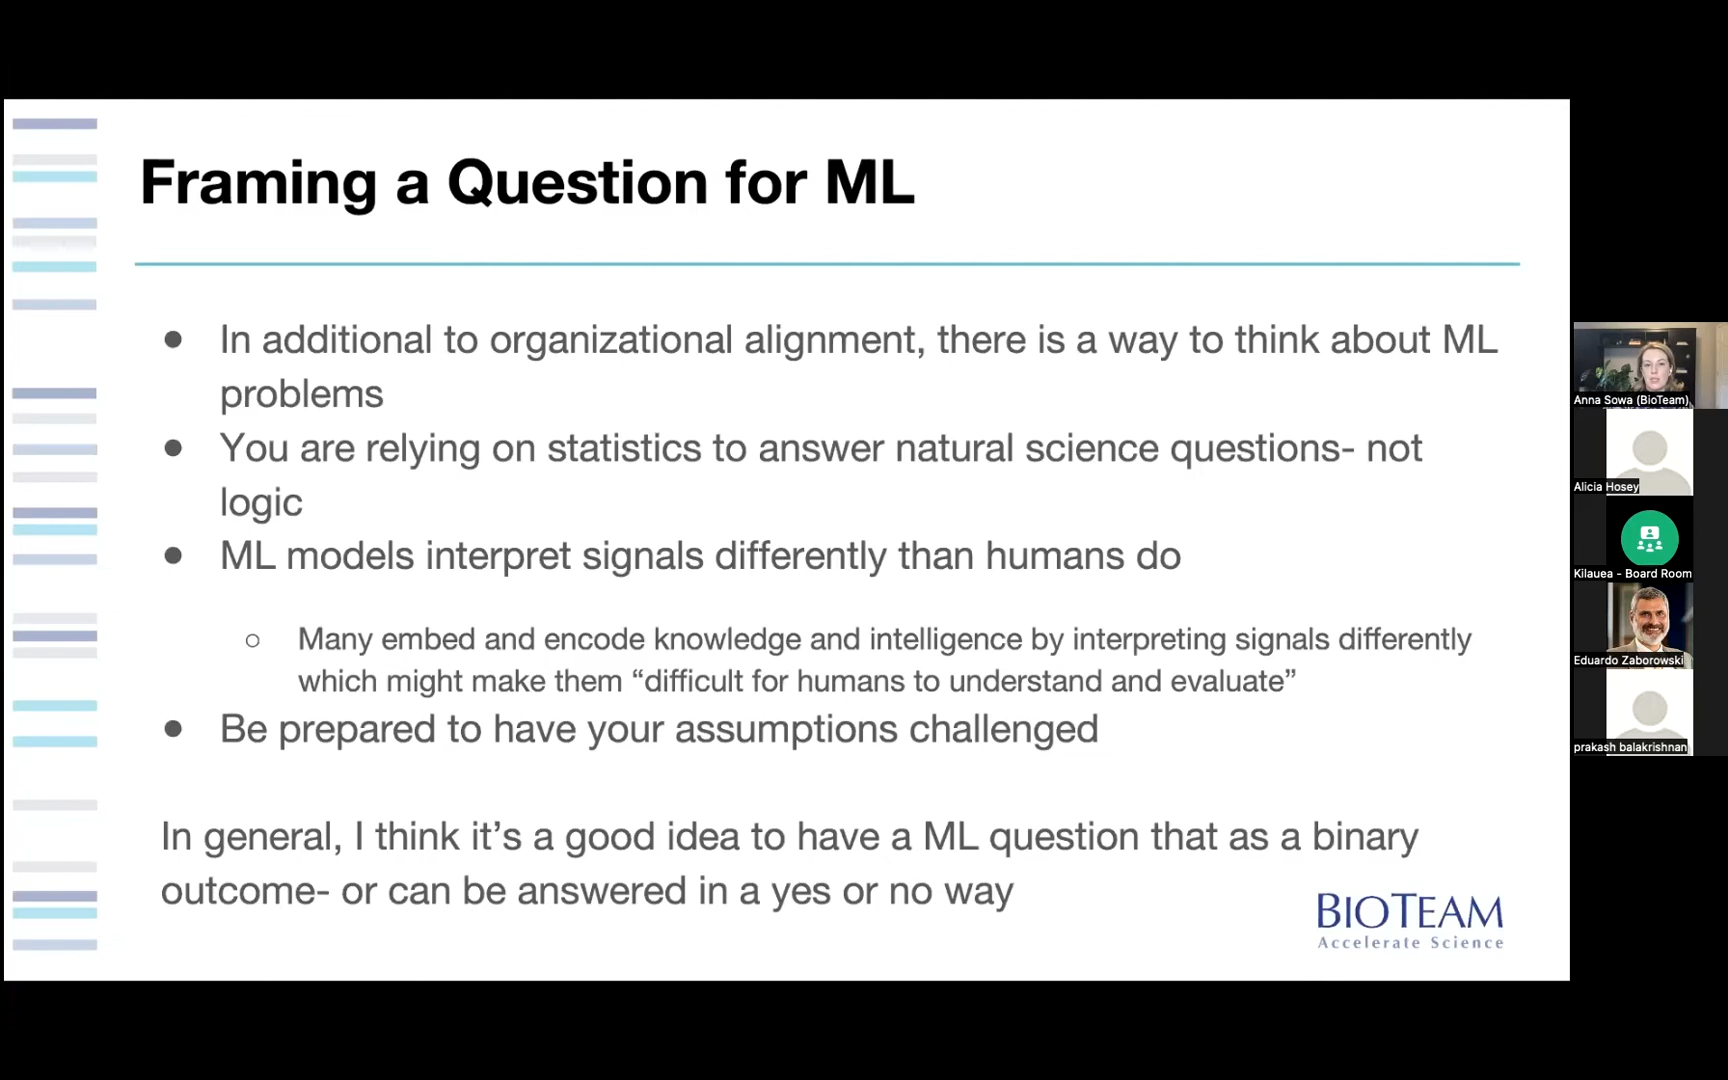 Framing a Question for ML
● In additional to organizational alignment, there is a way to think about ML
problems
● You are relying on statistics to answer natural science questions- not
logic
● ML models interpret signals differently than humans do
○ Many embed and encode knowledge and intelligence by interpreting signals differently
which might make them “difficult for humans to understand and evaluate”
● Be prepared to have your assumptions challenged
In general, I think it’s a good idea to have a ML question that as a binary
outcome- or can be answered in a yes or no way
BIOTEAM
Accelerate Science
Anna Sowa (BioTeam)
Alicia Hosey
Kilauea - Board Room
Eduardo Zaborowski
prakash balakrishnan